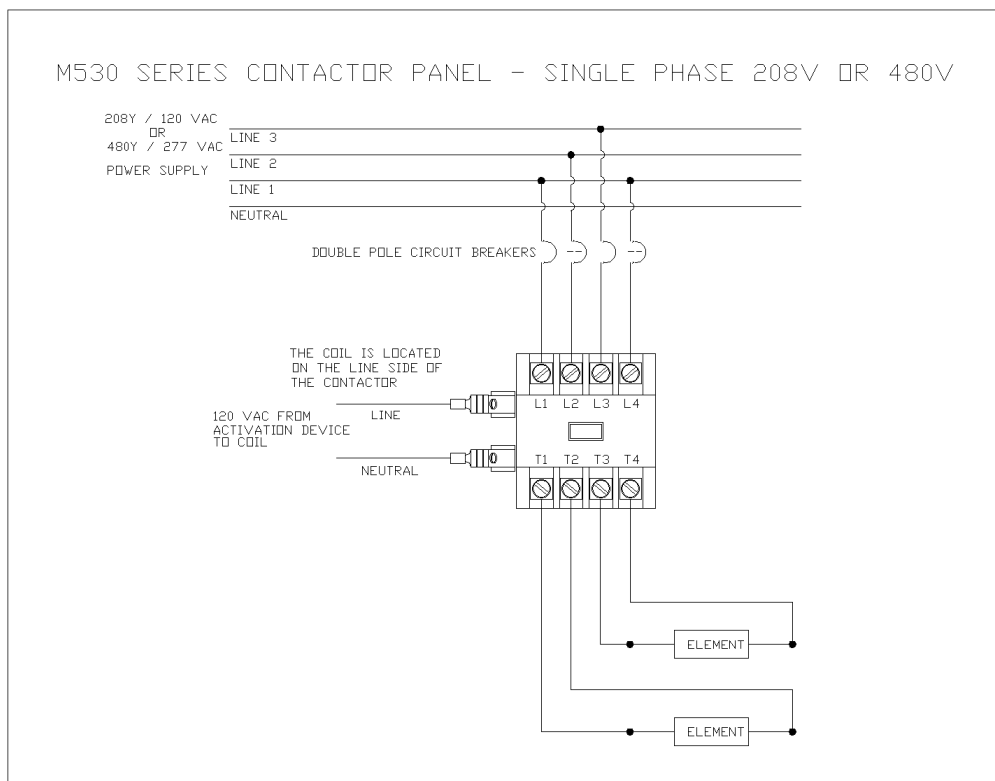 M530 SERIES CONTACTOR PANEL - SINGLE PHASE 208V OR 480V
208Y / 120 VAC
OR
480Y / 277 VAC
POWER SUPPLY
LINE 3
LINE 2
LINE 1
NEUTRAL
DOUBLE POLE CIRCUIT BREAKERS
THE COIL IS LOCATED
ON THE LINE SIDE OF
THE CONTACTOR
120 VAC FROM
ACTIVATION DEVICE
TO COIL
LINE
NEUTRAL
L1 L2 L3 L4
T1 T2 T3 T4
ELEMENT
ELEMENT